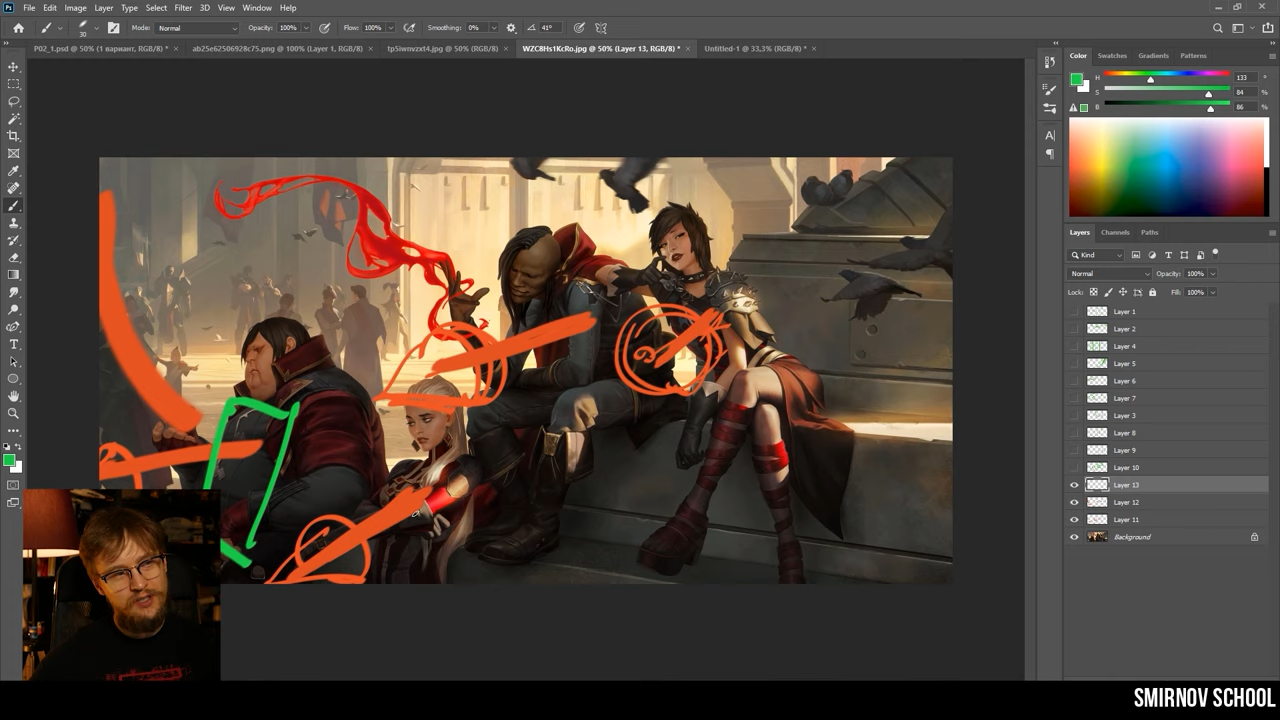 Ps File Edit Image Layer Type Select Filter 3D View Window Help
30 Mode: Normal Opacity: 100% Flow: 100% Smoothing: 0% 41°
P02_1.psd @ 50% (1 вариант, RGB/8) * × ab25e62506928c75.png @ 100% (Layer 1, RGB/8) × tp5iwnvzxt4.jpg @ 50% (RGB/8) × WZC8Hs1KcRo.jpg @ 50% (Layer 13, RGB/8) * × Untitled-1 @ 33,3% (RGB/8) * ×
Color Swatches Gradients Patterns
H 133 °
S 84 %
B 86 %
Layers Channels Paths
Kind
Normal Opacity: 100%
Lock: Fill: 100%
Layer 1
Layer 2
Layer 4
Layer 5
Layer 6
Layer 7
Layer 3
Layer 8
Layer 9
Layer 10
Layer 13
Layer 12
Layer 11
Background
SMIRNOV SCHOOL